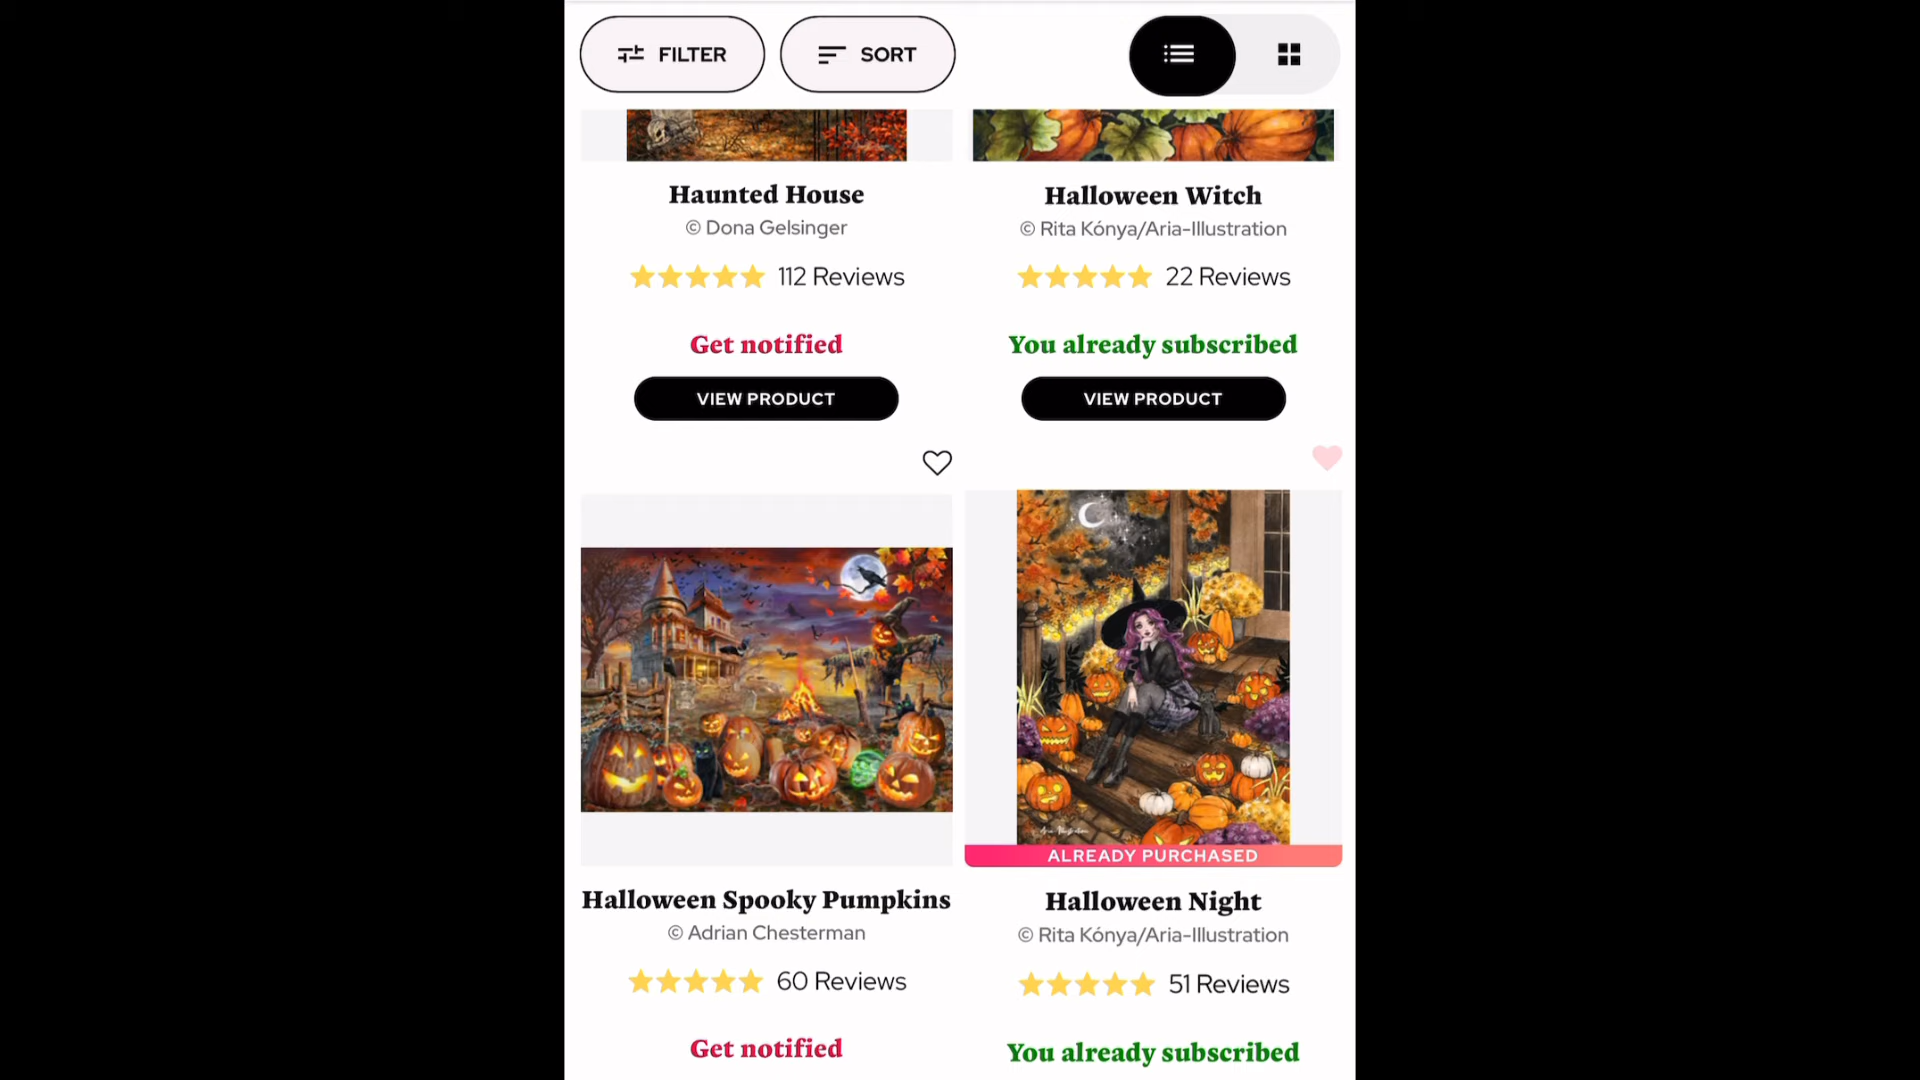 FILTER
SORT
Haunted House
© Dona Gelsinger
112 Reviews
Get notified
VIEW PRODUCT
Halloween Witch
© Rita Kónya/Aria-Illustration
22 Reviews
You already subscribed
VIEW PRODUCT
Halloween Spooky Pumpkins
© Adrian Chesterman
60 Reviews
Get notified
ALREADY PURCHASED
Halloween Night
© Rita Kónya/Aria-Illustration
51 Reviews
You already subscribed